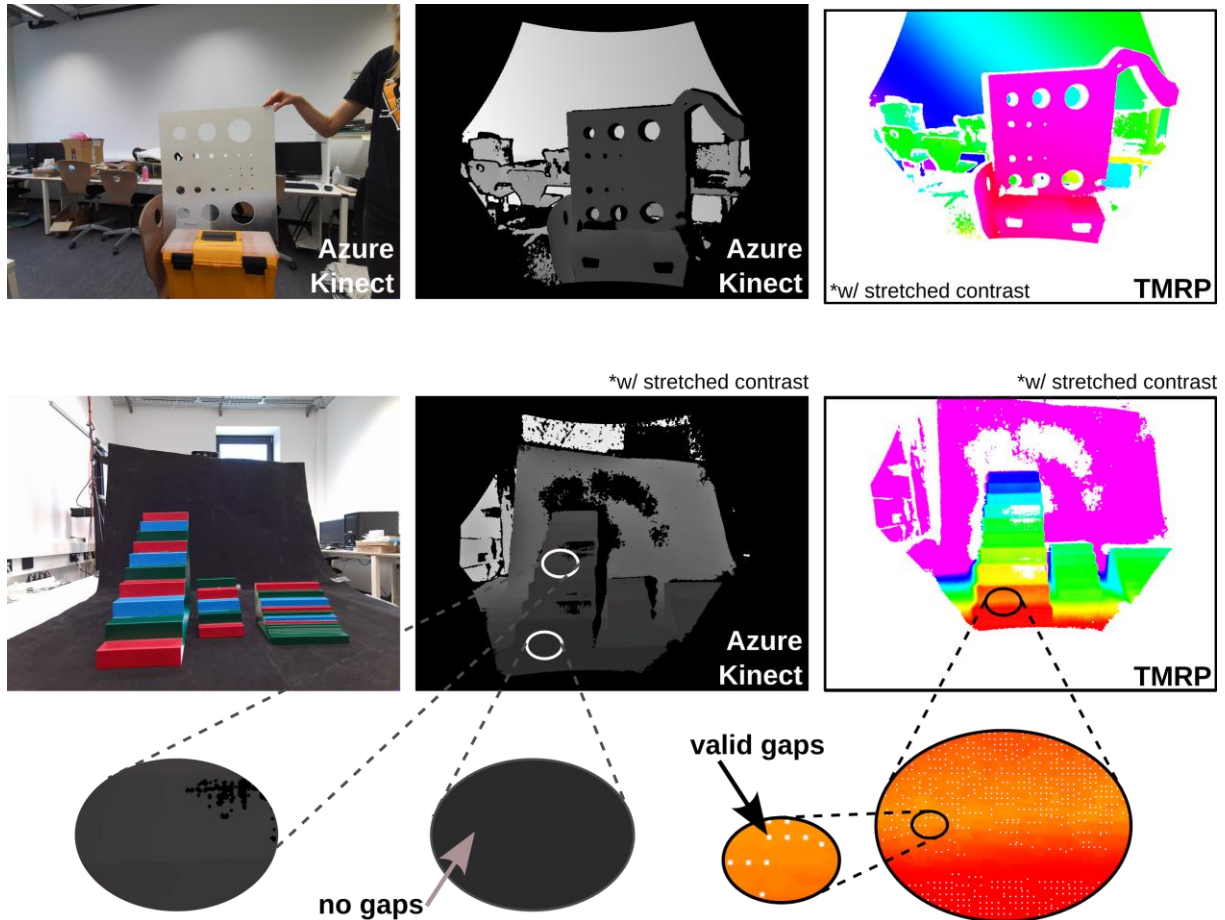 Azure
Kinect
Azure
Kinect
*w/ stretched contrast
TMRP
*w/ stretched contrast
*w/ stretched contrast
Azure
Kinect
TMRP
valid gaps
no gaps